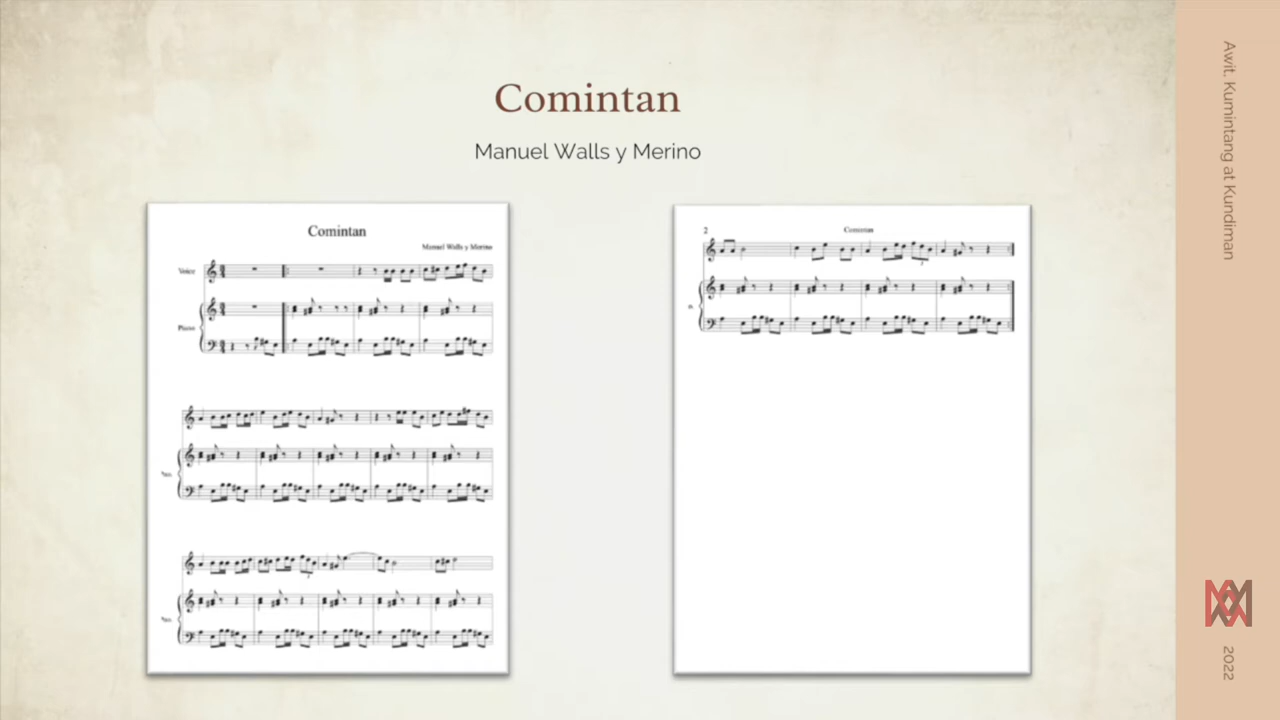 Comintan
Manuel Walls y Merino
Comintan
Manuel Walls y Merino
Voice
Piano
2
Comintan
Awit, Kumintang at Kundiman
2022